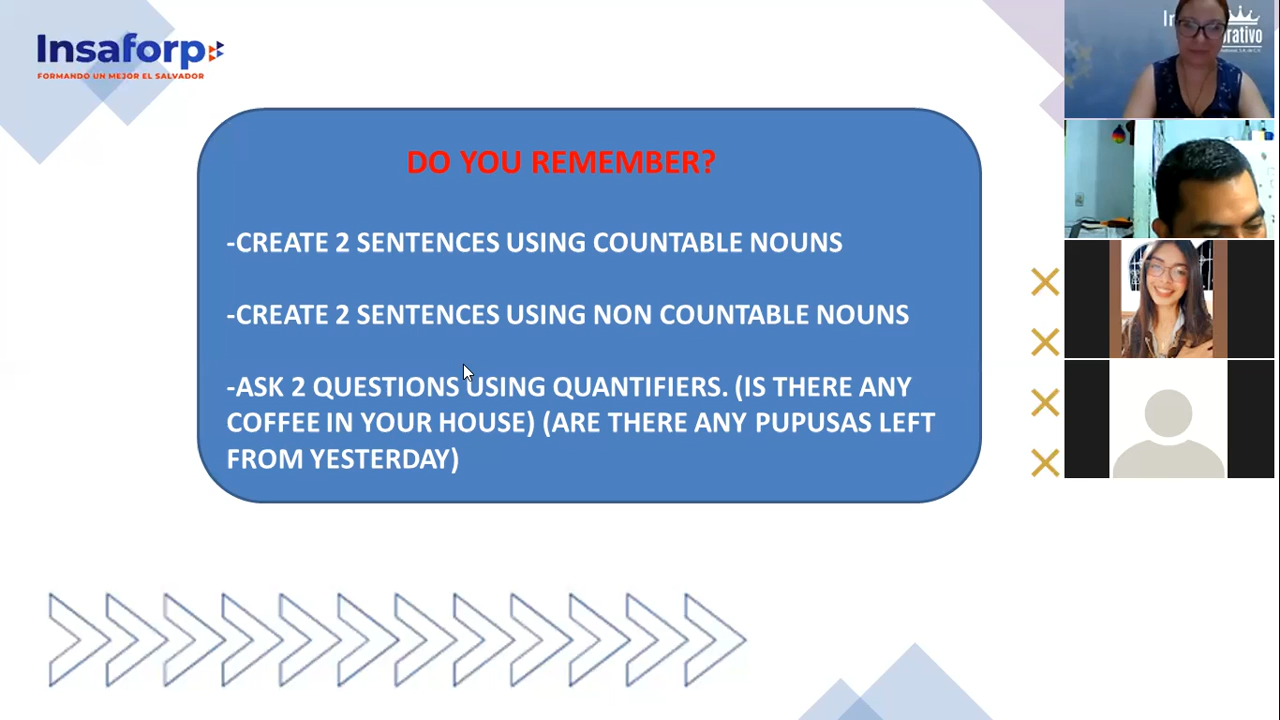 Insaforp
FORMANDO UN MEJOR EL SALVADOR
DO YOU REMEMBER?
-CREATE 2 SENTENCES USING COUNTABLE NOUNS
-CREATE 2 SENTENCES USING NON COUNTABLE NOUNS
-ASK 2 QUESTIONS USING QUANTIFIERS. (IS THERE ANY
COFFEE IN YOUR HOUSE) (ARE THERE ANY PUPUSAS LEFT
FROM YESTERDAY)